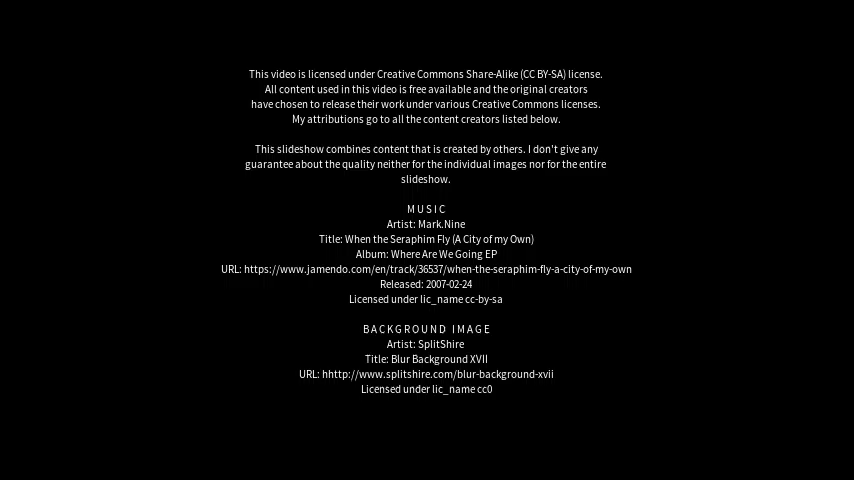 This video is licensed under Creative Commons Share-Alike (CC BY-SA) license.
All content used in this video is free available and the original creators
have chosen to release their work under various Creative Commons licenses.
My attributions go to all the content creators listed below.
This slideshow combines content that is created by others. I don't give any
guarantee about the quality neither for the individual images nor for the entire
slideshow.
MUSIC
Artist: Mark.Nine
Title: When the Seraphim Fly (A City of my Own)
Album: Where Are We Going EP
URL: https://www.jamendo.com/en/track/36537/when-the-seraphim-fly-a-city-of-my-own
Released: 2007-02-24
Licensed under lic_name cc-by-sa
BACKGROUND IMAGE
Artist: SplitShire
Title: Blur Background XVII
URL: hhttp://www.splitshire.com/blur-background-xvii
Licensed under lic_name cc0